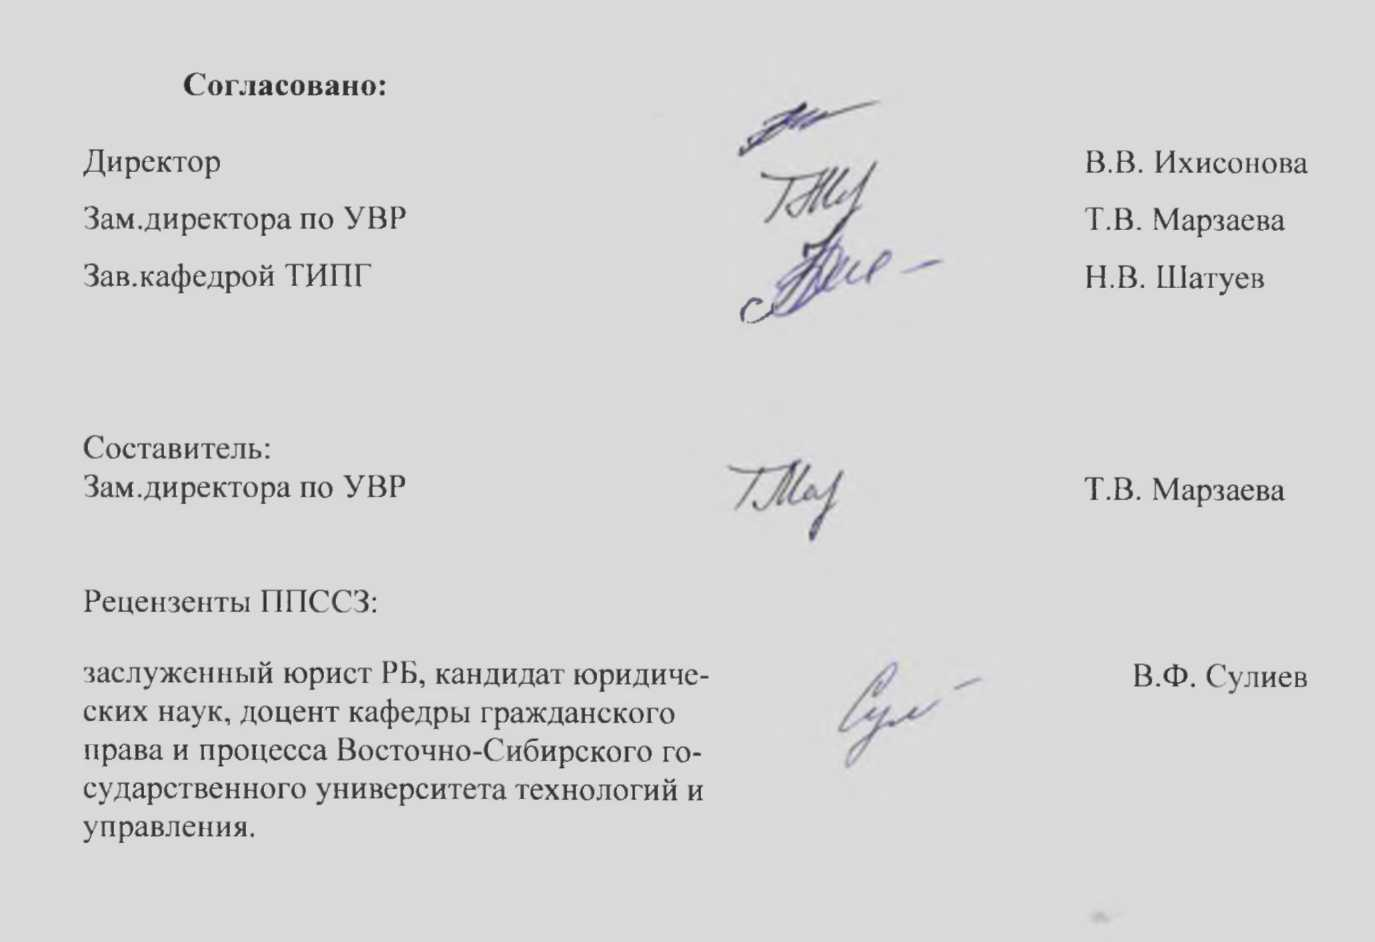 Согласовано:
Директор В.В. Ихисонова
Зам.директора по УВР Т.В. Марзаева
Зав.кафедрой ТИПГ Н.В. Шатуев
Составитель:
Зам.директора по УВР Т.В. Марзаева
Рецензенты ППССЗ:
заслуженный юрист РБ, кандидат юридиче- В.Ф. Сулиев
ских наук, доцент кафедры гражданского
права и процесса Восточно-Сибирского го-
сударственного университета технологий и
управления.